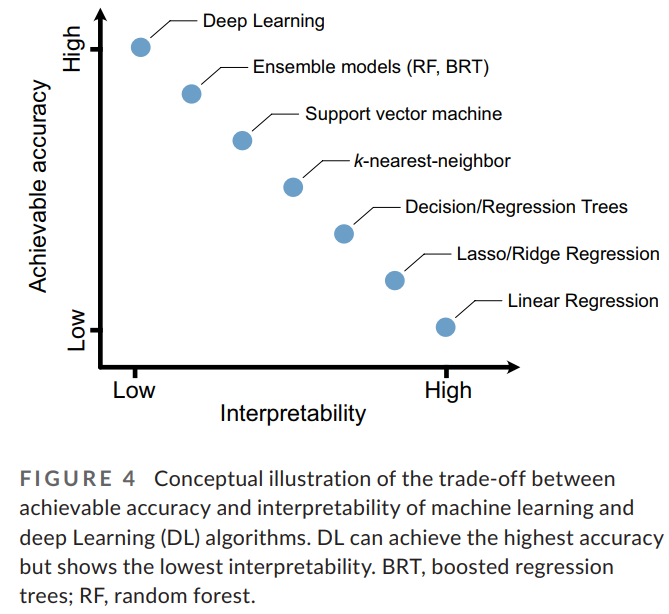 Deep Learning
High
Ensemble models (RF, BRT)
Support vector machine
Achievable accuracy
k-nearest-neighbor
Decision/Regression Trees
Lasso/Ridge Regression
Linear Regression
Low
Low
High
Interpretability
FIGURE 4 Conceptual illustration of the trade-off between
achievable accuracy and interpretability of machine learning and
deep Learning (DL) algorithms. DL can achieve the highest accuracy
but shows the lowest interpretability. BRT, boosted regression
trees; RF, random forest.